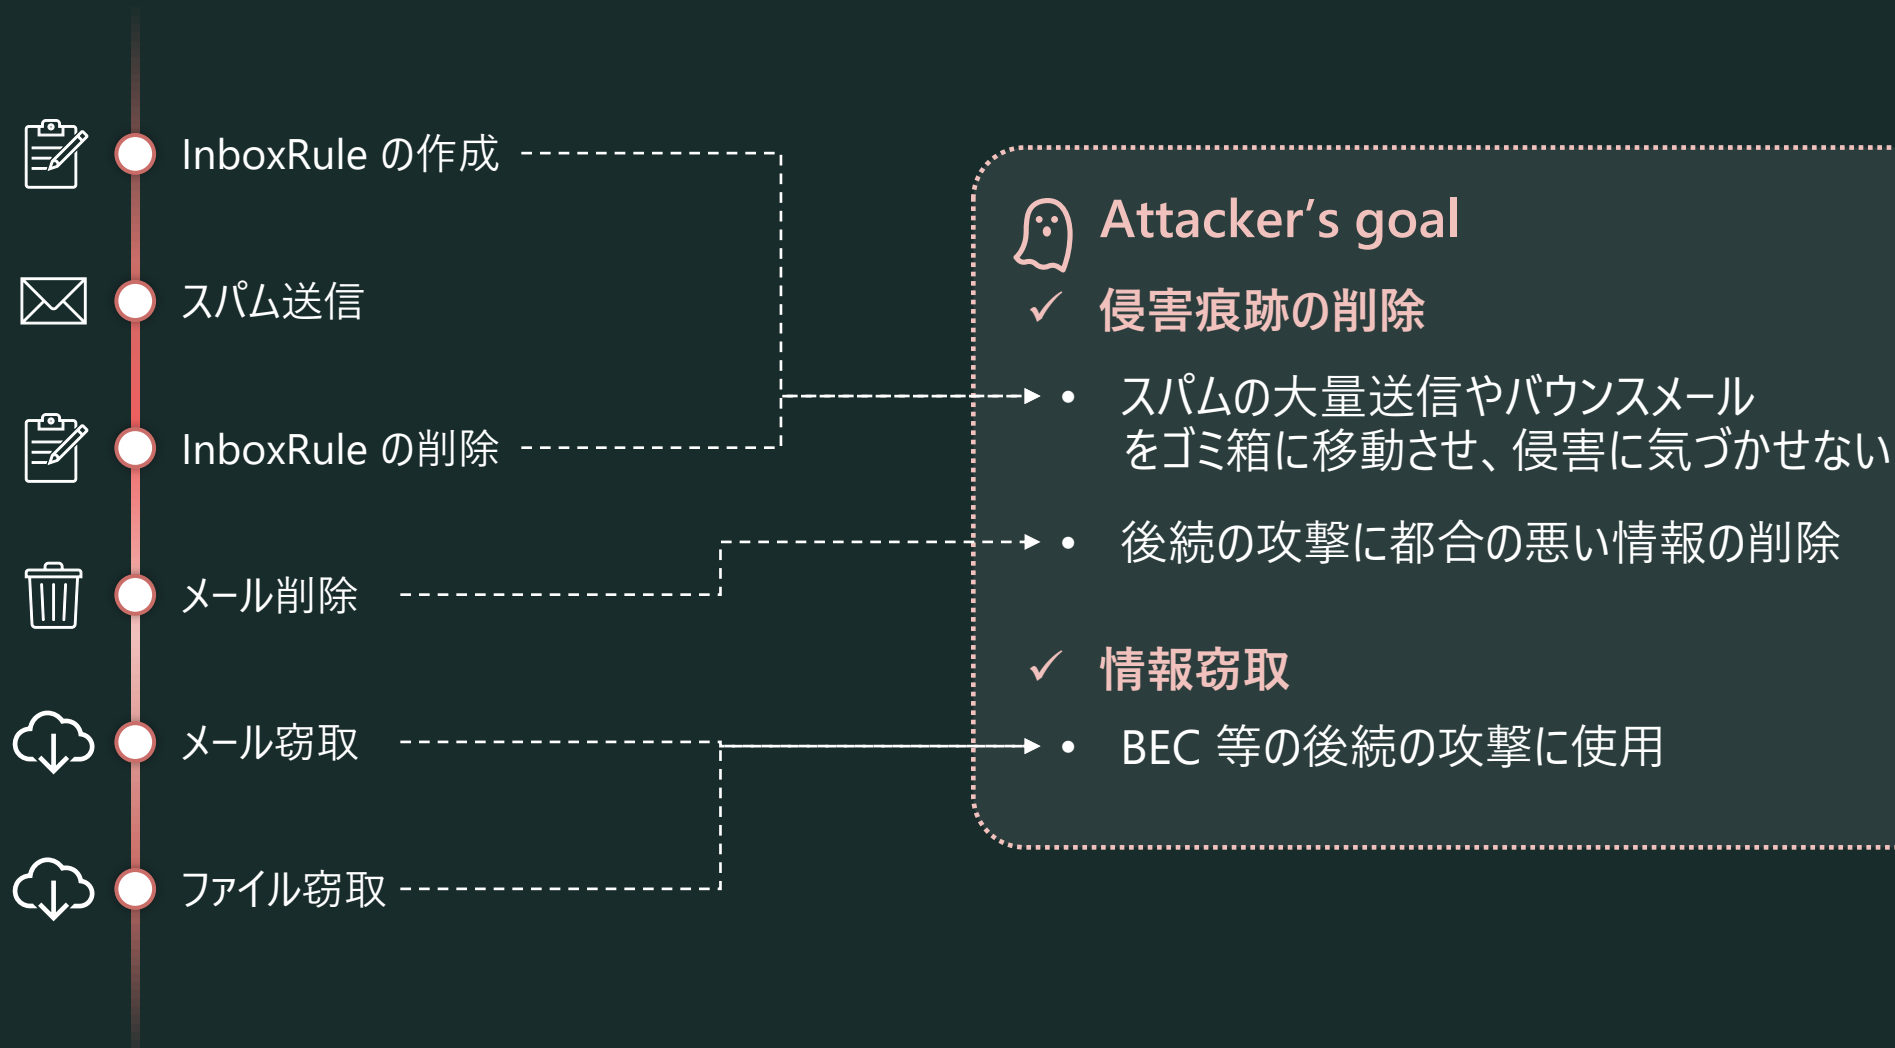 InboxRule の作成
スパム送信
InboxRule の削除
メール削除
メール窃取
ファイル窃取
Attacker’s goal
✓ 侵害痕跡の削除
• スパムの大量送信やバウンスメール
をゴミ箱に移動させ、侵害に気づかせない
• 後続の攻撃に都合の悪い情報の削除
✓ 情報窃取
• BEC 等の後続の攻撃に使用